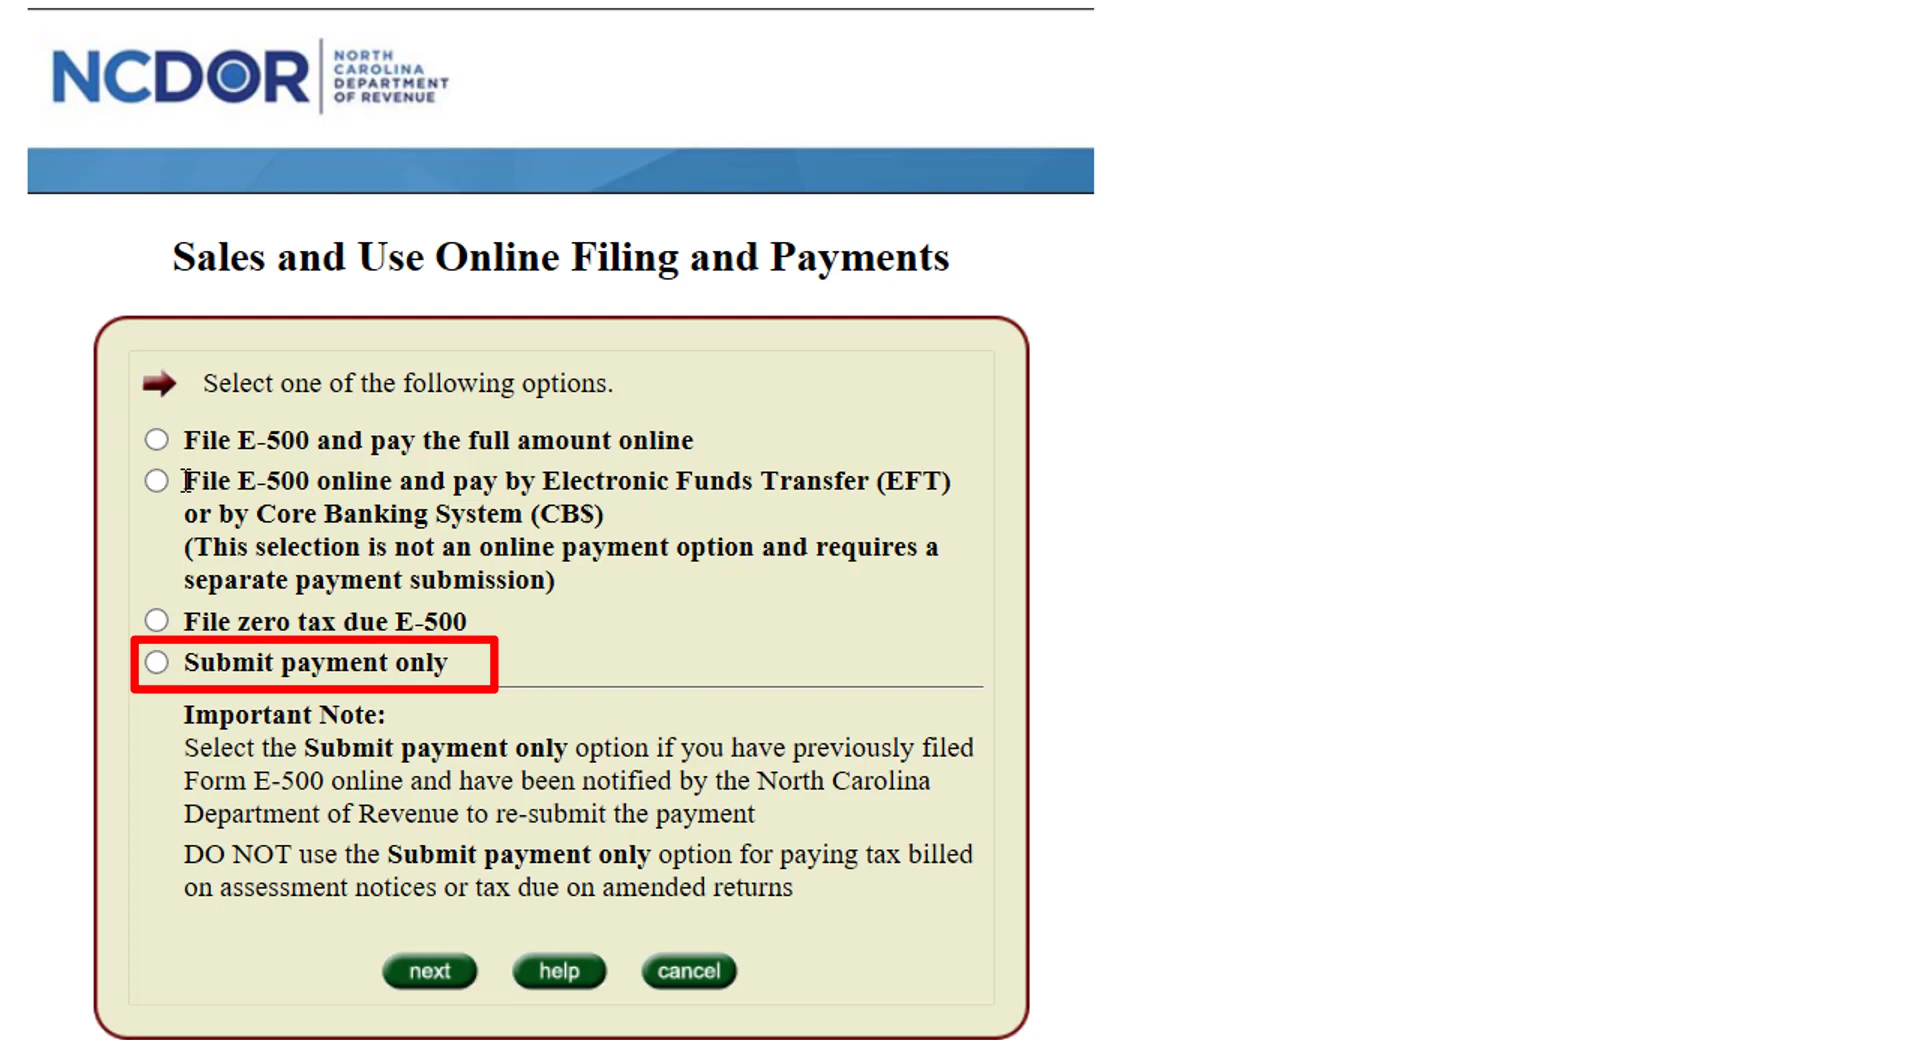 NCDOR
NORTH
CAROLINA
DEPARTMENT
OF REVENUE
Sales and Use Online Filing and Payments
Select one of the following options.
File E-500 and pay the full amount online
File E-500 online and pay by Electronic Funds Transfer (EFT)
or by Core Banking System (CBS)
(This selection is not an online payment option and requires a
separate payment submission)
File zero tax due E-500
Submit payment only
Important Note:
Select the Submit payment only option if you have previously filed
Form E-500 online and have been notified by the North Carolina
Department of Revenue to re-submit the payment
DO NOT use the Submit payment only option for paying tax billed
on assessment notices or tax due on amended returns
next help cancel